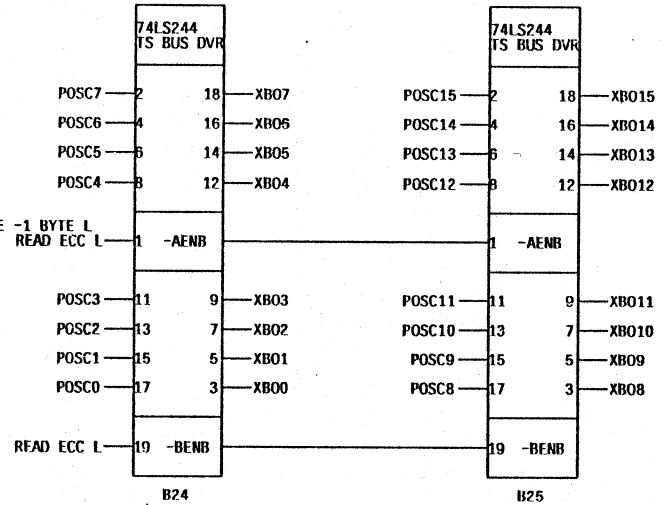 74LS244 74LS244
TS BUS DVR TS BUS DVR
POSC7 2 18 XBO7 POSC15 2 18 XBO15
POSC6 4 16 XBO6 POSC14 4 16 XBO14
POSC5 6 14 XBO5 POSC13 6 14 XBO13
POSC4 8 12 XBO4 POSC12 8 12 XBO12
E -1 BYTE L
READ ECC L 1 -AENB 1 -AENB
POSC3 11 9 XBO3 POSC11 11 9 XBO11
POSC2 13 7 XBO2 POSC10 13 7 XBO10
POSC1 15 5 XBO1 POSC9 15 5 XBO9
POSC0 17 3 XBO0 POSC8 17 3 XBO8
READ ECC L 19 -BENB 19 -BENB
B24 B25